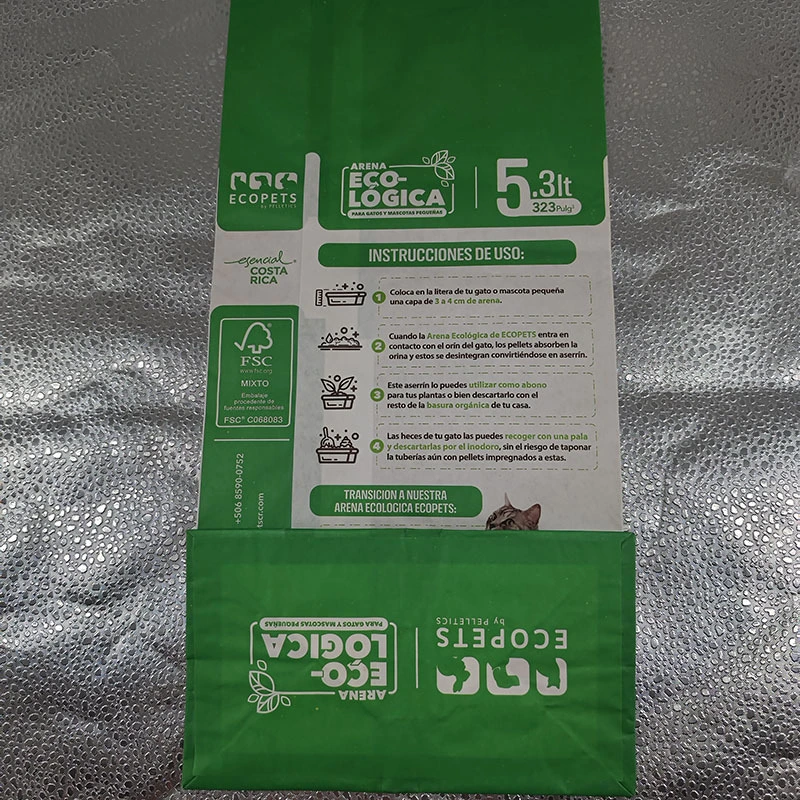 ECOPETS
by PELLETICS
ARENA
ECO-
LÓGICA
PARA GATOS Y MASCOTAS PEQUEÑAS
5.3lt
323Pulg³
esencial
COSTA
RICA
FSC
www.fsc.org
MIXTO
Embalaje
procedente de
fuentes responsables
FSC® C068083
+506 8590-0752
tscr.com
INSTRUCCIONES DE USO:
1 Coloca en la litera de tu gato o mascota pequeña
una capa de 3 a 4 cm de arena.
2 Cuando la Arena Ecológica de ECOPETS entra en
contacto con el orín del gato, los pellets absorben la
orina y estos se desintegran convirtiéndose en aserrín.
3 Este aserrín lo puedes utilizar como abono
para tus plantas o bien descartarlo con el
resto de la basura orgánica de tu casa.
4 Las heces de tu gato las puedes recoger con una pala
y descartarlas por el inodoro, sin el riesgo de taponar
la tuberías aún con pellets impregnados a estas.
TRANSICION A NUESTRA
ARENA ECOLOGICA ECOPETS:
ECOPETS
by PELLETICS
ARENA
ECO-
LÓGICA
PARA GATOS Y MASCOTAS PEQUEÑAS